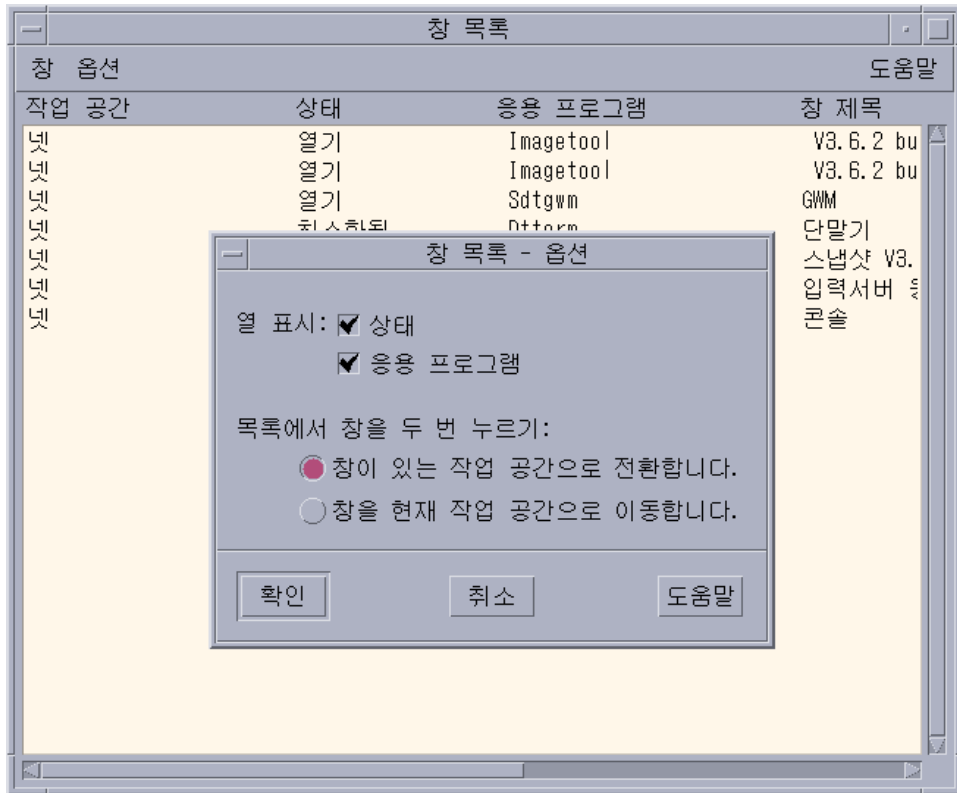 창 목록
창 옵션 도움말
작업 공간 상태 응용 프로그램 창 제목
넷 열기 Imagetool V3.6.2 bu
넷 열기 Imagetool V3.6.2 bu
넷 열기 Sdtgwm GWM
넷 최소화됨 Dtterm 단말기
넷 스냅샷 V3.
넷 입력서버
넷 콘솔
창 목록 - 옵션
열 표시: 상태
응용 프로그램
목록에서 창을 두 번 누르기:
창이 있는 작업 공간으로 전환합니다.
창을 현재 작업 공간으로 이동합니다.
확인 취소 도움말